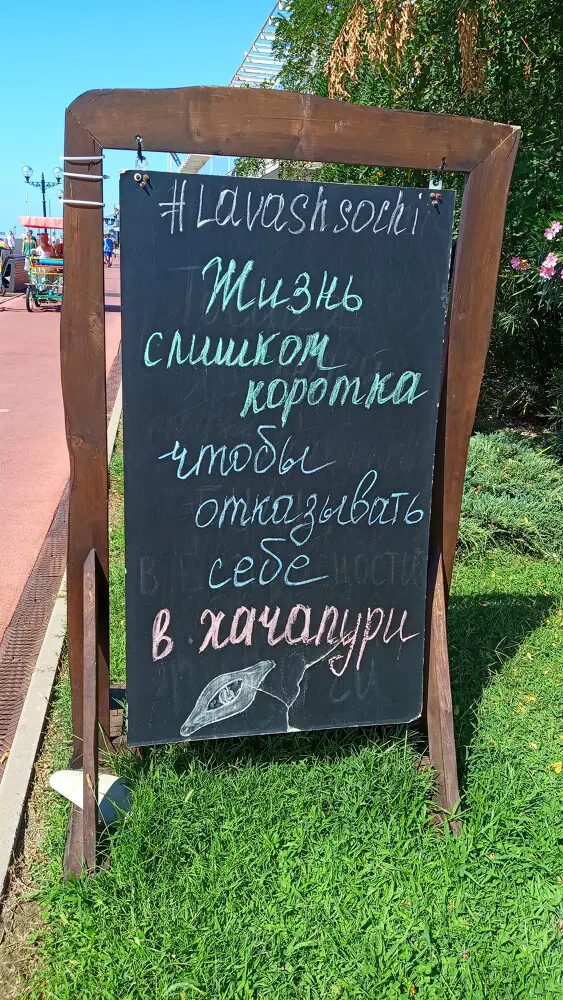 #Lavashsochi
Жизнь
слишком
коротка
чтобы
отказывать
себе
в хачапури